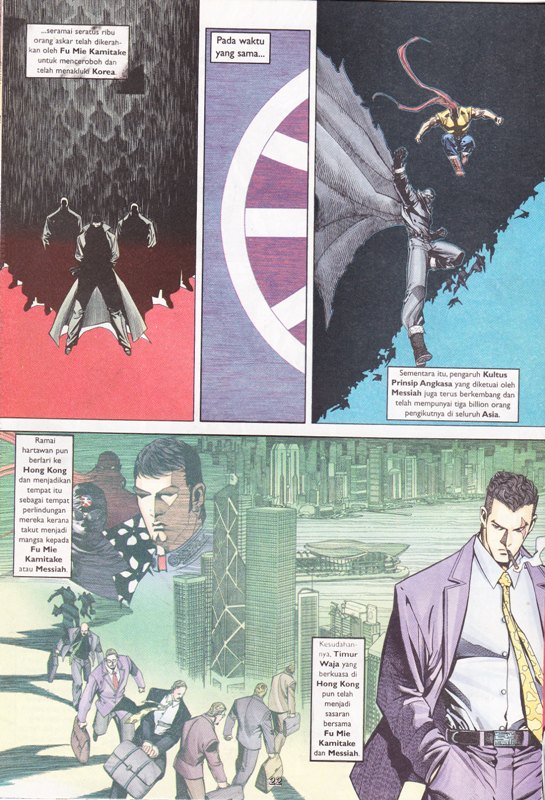 ...seramai seratus ribu
orang askar telah dikerah-
kan oleh Fu Mie Kamitake
untuk menceroboh dan
telah menakluki Korea
Pada waktu
yang sama...
Sementara itu, pengaruh Kultus
Prinsip Angkasa yang diketuai oleh
Messiah juga terus berkembang dan
telah mempunyai tiga billion orang
pengikutnya di seluruh Asia.
Ramai
hartawan pun
berlari ke
Hong Kong
dan menjadikan
tempat itu
sebagai tempat
perlindungan
mereka kerana
takut menjadi
mangsa kepada
Fu Mie
Kamitake
atau Messiah.
Kesudahan-
nya, Timur
Waja yang
berkuasa di
Hong Kong
pun telah
menjadi
sasaran
bersama
Fu Mie
Kamitake
dan Messiah.
22